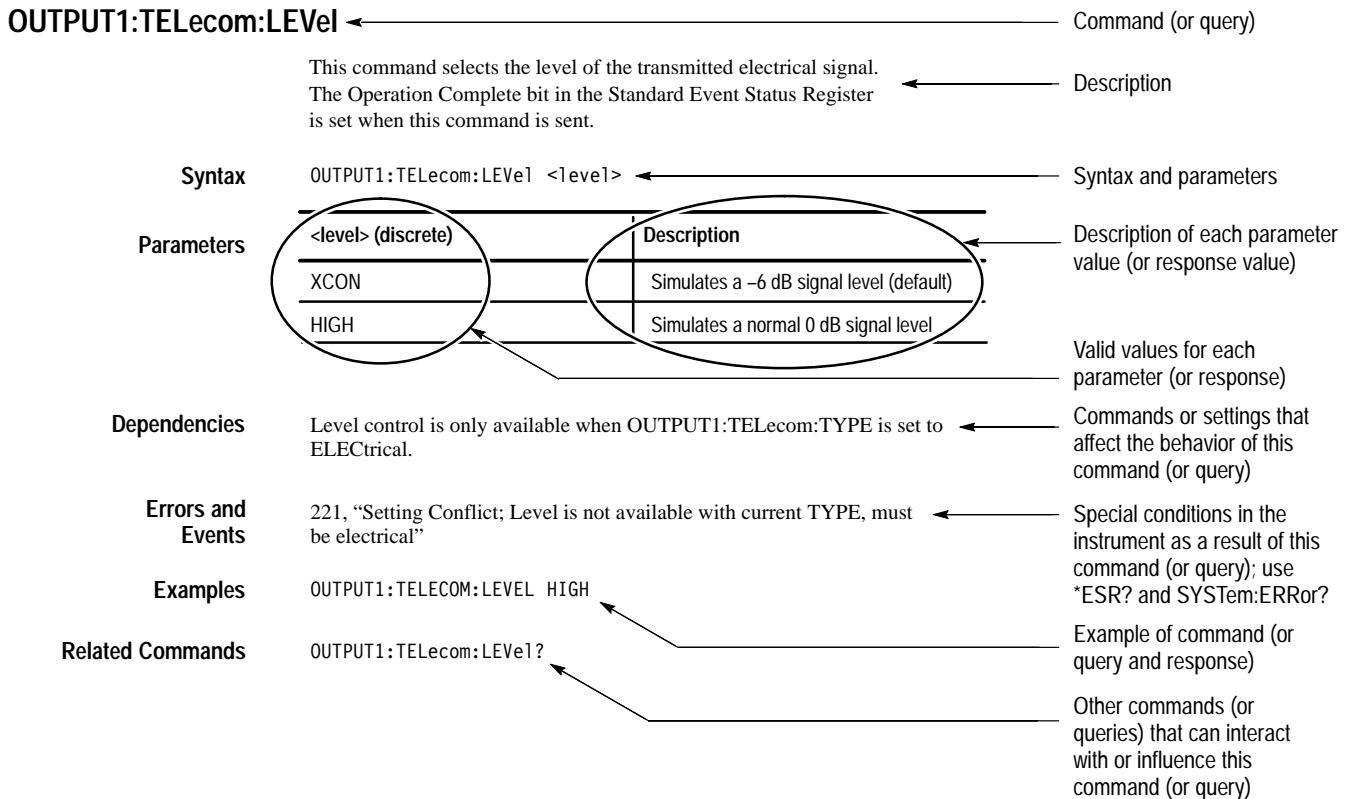 OUTPUT1:TELecom:LEVel
Command (or query)
This command selects the level of the transmitted electrical signal.
The Operation Complete bit in the Standard Event Status Register
is set when this command is sent.
Description
Syntax
OUTPUT1:TELecom:LEVel <level>
Syntax and parameters
Parameters
<level> (discrete)
Description
XCON
Simulates a –6 dB signal level (default)
HIGH
Simulates a normal 0 dB signal level
Description of each parameter
value (or response value)
Valid values for each
parameter (or response)
Dependencies
Level control is only available when OUTPUT1:TELecom:TYPE is set to
ELECtrical.
Commands or settings that
affect the behavior of this
command (or query)
Errors and
Events
221, “Setting Conflict; Level is not available with current TYPE, must
be electrical”
Special conditions in the
instrument as a result of this
command (or query); use
*ESR? and SYSTem:ERRor?
Examples
OUTPUT1:TELECOM:LEVEL HIGH
Example of command (or
query and response)
Related Commands
OUTPUT1:TELecom:LEVel?
Other commands (or
queries) that can interact
with or influence this
command (or query)